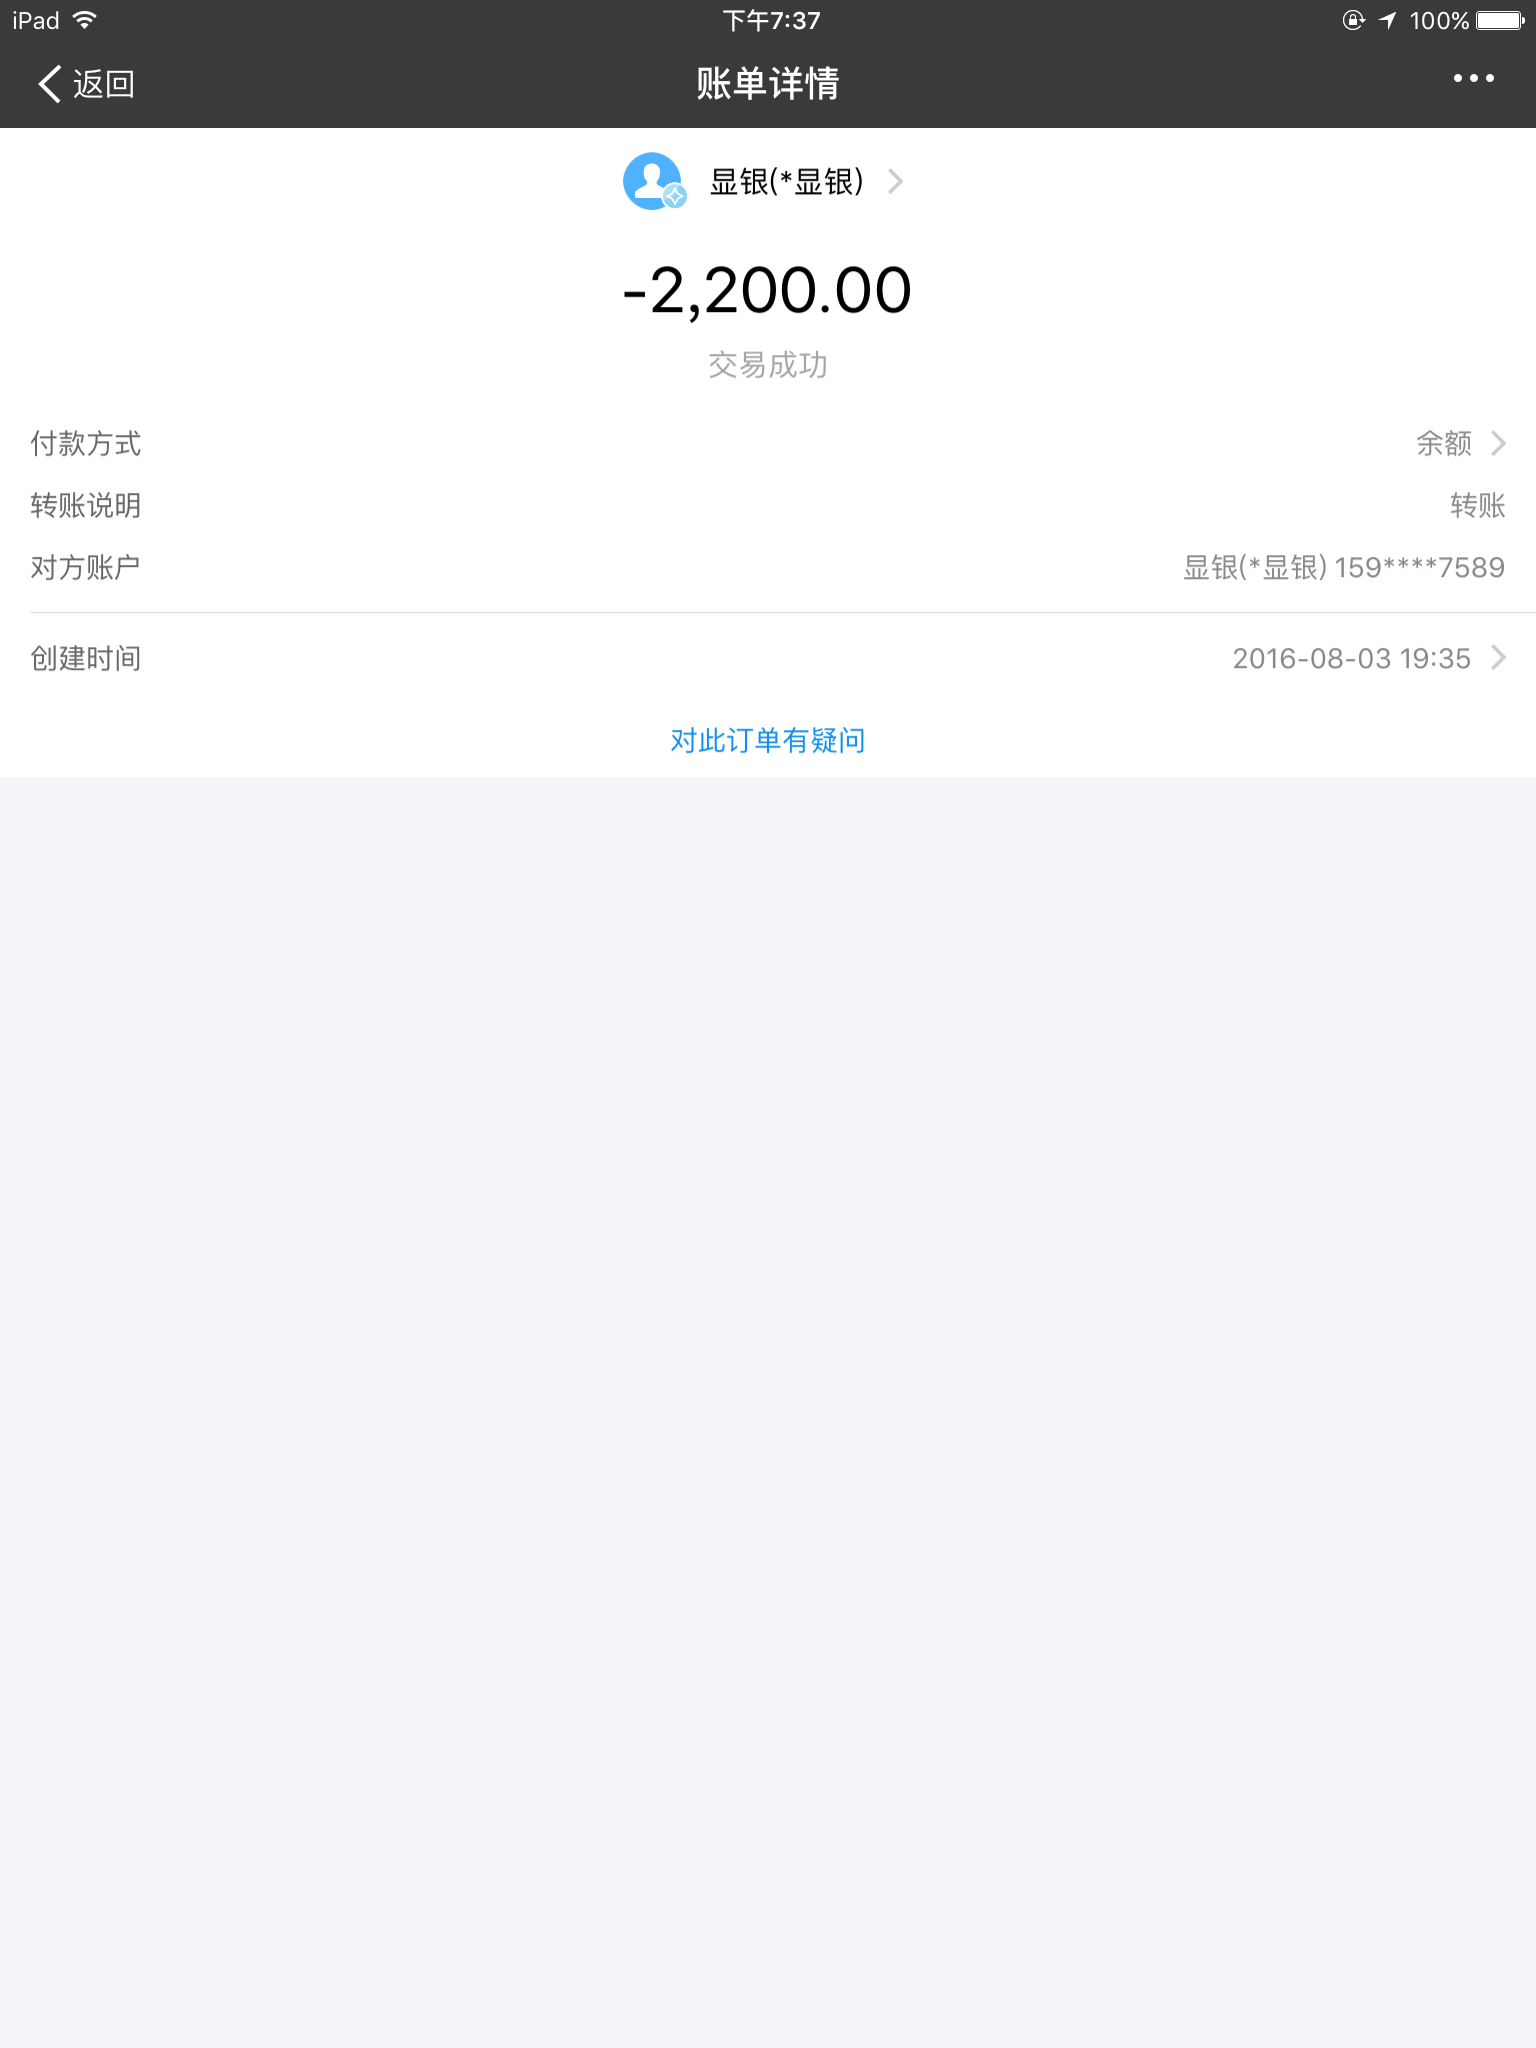 iPad 下午7:37 100%
返回 账单详情
显银(*显银)
-2,200.00
交易成功
付款方式 余额
转账说明 转账
对方账户 显银(*显银) 159****7589
创建时间 2016-08-03 19:35
对此订单有疑问